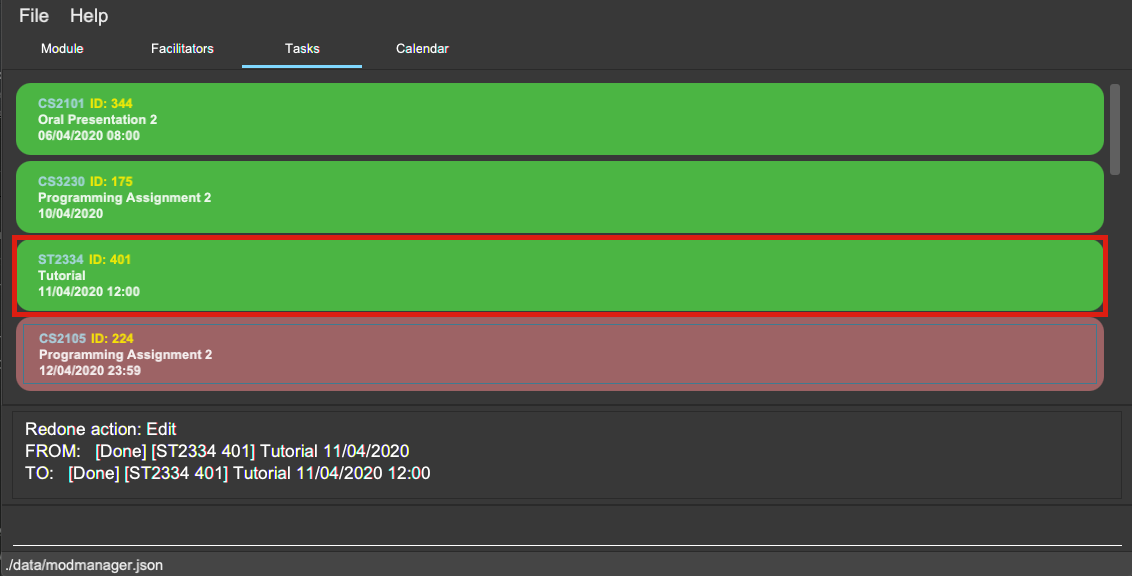 File Help
Module Facilitators Tasks Calendar
CS2101 ID: 344
Oral Presentation 2
06/04/2020 08:00
CS3230 ID: 175
Programming Assignment 2
10/04/2020
ST2334 ID: 401
Tutorial
11/04/2020 12:00
CS2105 ID: 224
Programming Assignment 2
12/04/2020 23:59
Redone action: Edit
FROM: [Done] [ST2334 401] Tutorial 11/04/2020
TO: [Done] [ST2334 401] Tutorial 11/04/2020 12:00
./data/modmanager.json